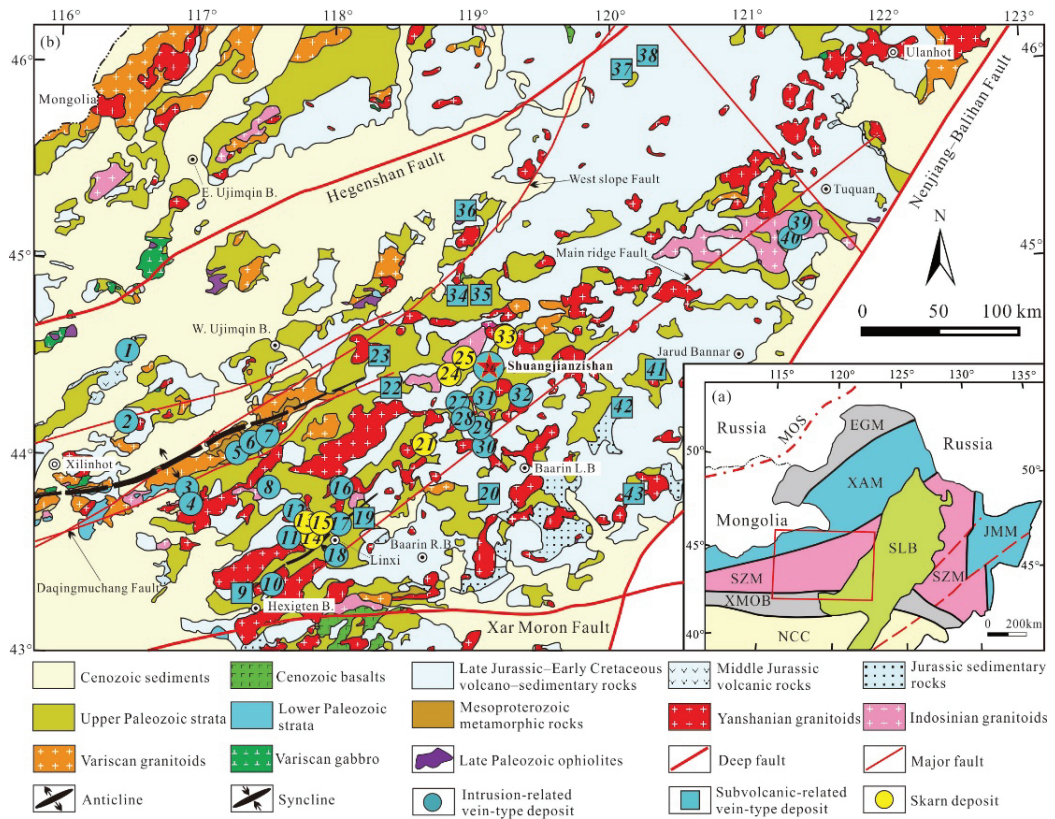 116° 117° 118° 119° 120° 121° 122° 123°
(b)
46°
Mongolia
E. Ujimqin B.
Hegenshan Fault
37
38
Ulanhot
46°
Nenjiang–Balihan Fault
West slope Fault
Tuquan
36
39
40
N
45°
45°
Main ridge Fault
34
35
0 50 100 km
W. Ujimqin B.
33
1
23
25
24
Shuangjianzishan
Jarud Bannar
41
22
27
31
32
42
28
29
30
2
6
7
5
21
44°
Xilinhot
Baarin L.B
3
4
8
16
20
43
12
15
17
19
11
14
18
Baarin R.B
Linxi
Daqingmuchang Fault
9
10
Hexigten B.
43°
Xar Moron Fault
(a)
115° 120° 125° 130° 135°
Russia
MOS
EGM
Russia
50°
50°
XAM
Mongolia
45°
SLB
JMM
45°
SZM
SZM
XMOB
40°
NCC
40°
0 200km
Cenozoic sediments
Cenozoic basalts
Late Jurassic–Early Cretaceous
volcano–sedimentary rocks
Middle Jurassic
volcanic rocks
Jurassic sedimentary
rocks
Upper Paleozoic strata
Lower Paleozoic
strata
Mesoproterozoic
metamorphic rocks
Yanshanian granitoids
Indosinian granitoids
Variscan granitoids
Variscan gabbro
Late Paleozoic ophiolites
Deep fault
Major fault
Anticline
Syncline
Intrusion-related
vein-type deposit
Subvolcanic-related
vein-type deposit
Skarn deposit